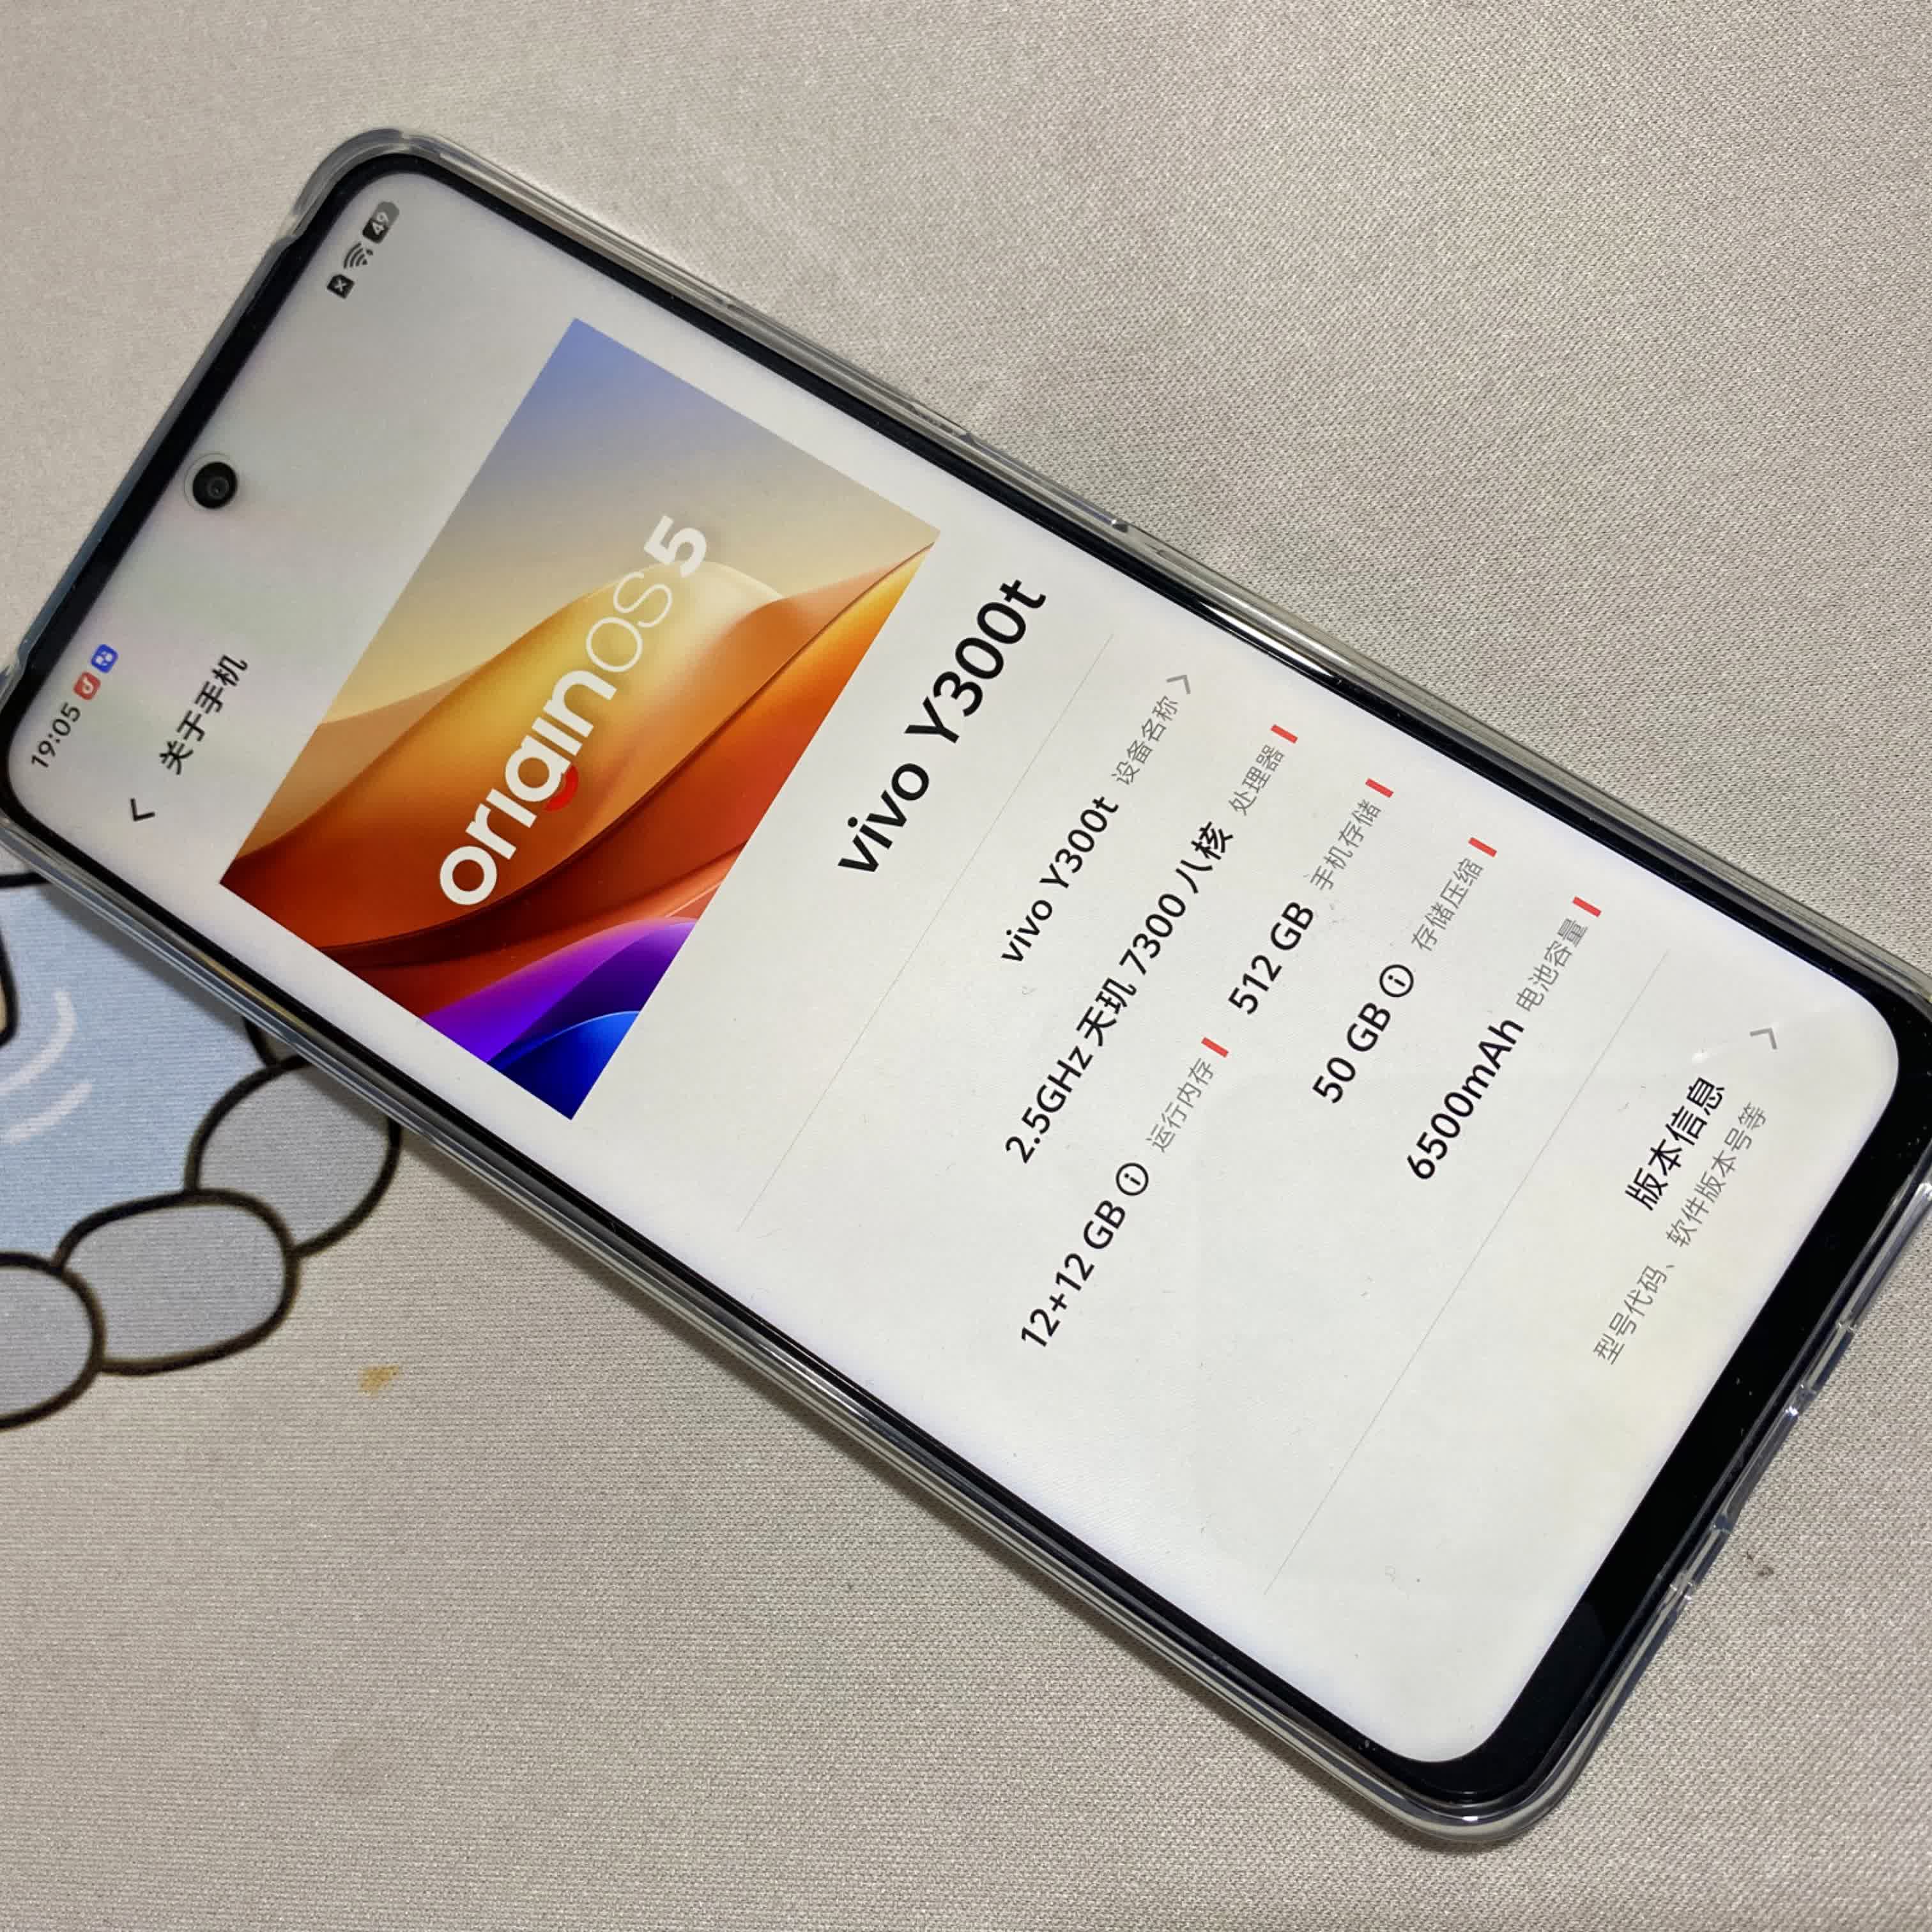 19:05
49
关于手机
OriginOS 5
vivo Y300t
vivo Y300t 设备名称
2.5GHz 天玑 7300 八核 处理器
12+12 GB 运行内存 512 GB 手机存储
50 GB 存储压缩
6500mAh 电池容量
版本信息
型号代码、软件版本号等